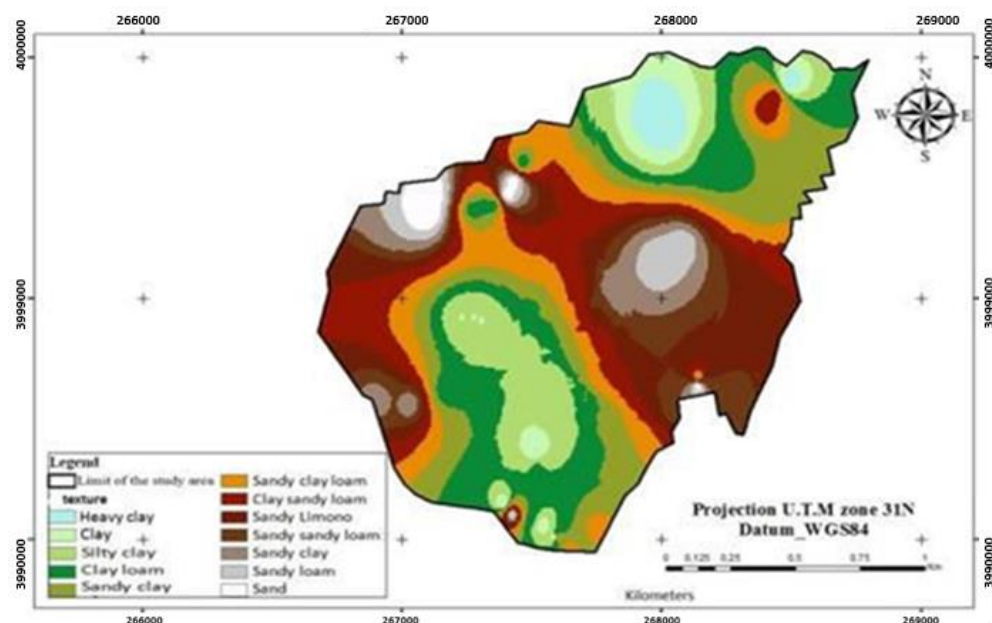 266000 267000 268000 269000
4000000 4000000
N
W E
S
3999000 3999000
Legend
Limit of the study area
texture
Heavy clay
Clay
Silty clay
Clay loam
Sandy clay
Sandy clay loam
Clay sandy loam
Sandy Limono
Sandy sandy loam
Sandy clay
Sandy loam
Sand
Projection U.T.M zone 31N
Datum_WGS84
0 0.125 0.25 0.5 0.75 1
Km
Kilometers
3990000 3990000
266000 267000 268000 269000